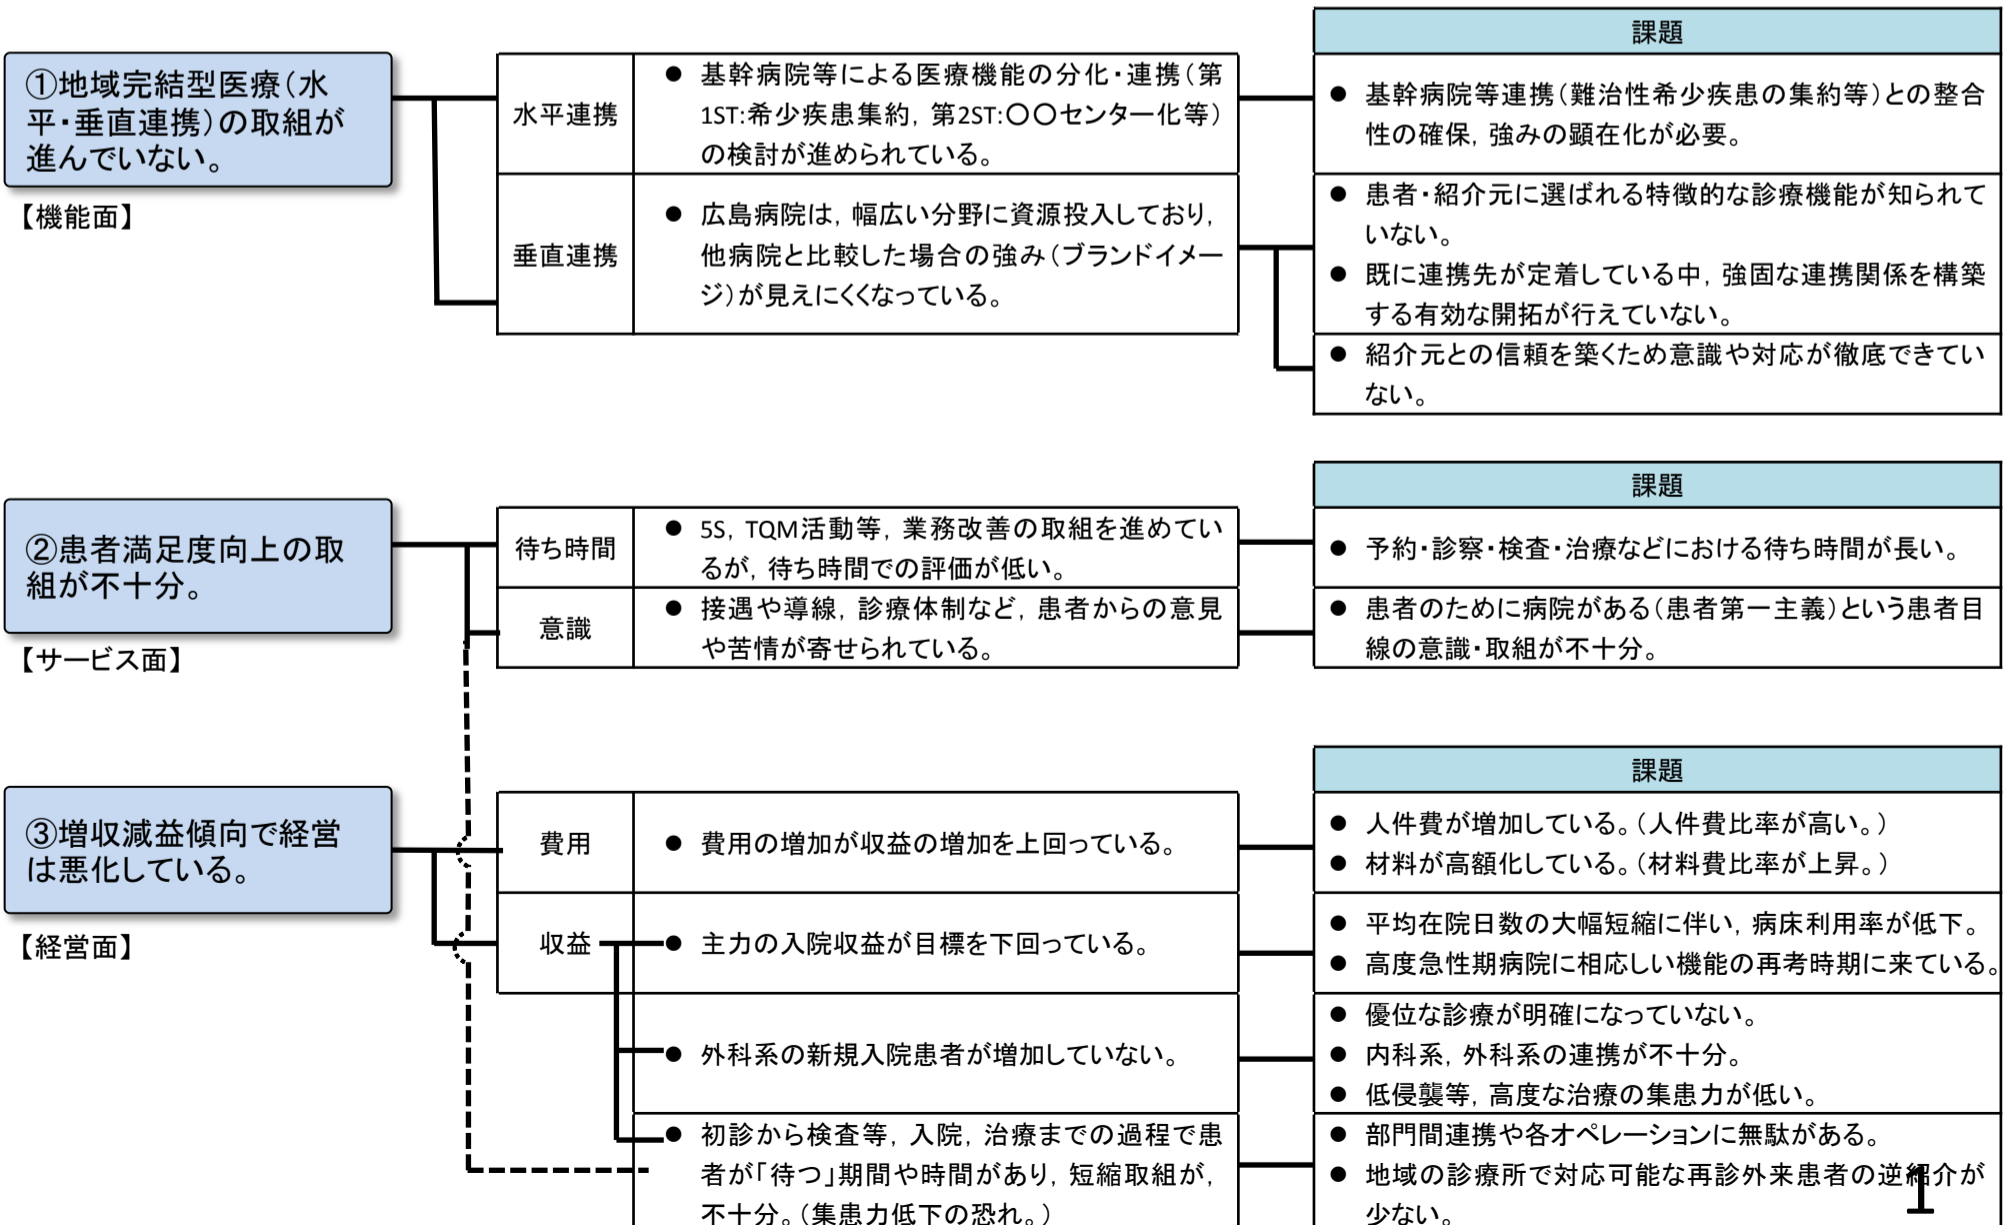 課題
①地域完結型医療（水
平・垂直連携）の取組が
進んでいない。
【機能面】
水平連携
● 基幹病院等による医療機能の分化・連携（第
1ST:希少疾患集約，第2ST:〇〇センター化等）
の検討が進められている。
● 基幹病院等連携（難治性希少疾患の集約等）との整合
性の確保，強みの顕在化が必要。
垂直連携
● 広島病院は，幅広い分野に資源投入しており，
他病院と比較した場合の強み（ブランドイメー
ジ）が見えにくくなっている。
● 患者・紹介元に選ばれる特徴的な診療機能が知られて
いない。
● 既に連携先が定着している中，強固な連携関係を構築
する有効な開拓が行えていない。
● 紹介元との信頼を築くため意識や対応が徹底できてい
ない。
課題
②患者満足度向上の取
組が不十分。
【サービス面】
待ち時間
● 5S，TQM活動等，業務改善の取組を進めてい
るが，待ち時間での評価が低い。
● 予約・診察・検査・治療などにおける待ち時間が長い。
意識
● 接遇や導線，診療体制など，患者からの意見
や苦情が寄せられている。
● 患者のために病院がある（患者第一主義）という患者目
線の意識・取組が不十分。
課題
③増収減益傾向で経営
は悪化している。
【経営面】
費用
● 費用の増加が収益の増加を上回っている。
● 人件費が増加している。（人件費比率が高い。）
● 材料が高額化している。（材料費比率が上昇。）
収益
● 主力の入院収益が目標を下回っている。
● 平均在院日数の大幅短縮に伴い，病床利用率が低下。
● 高度急性期病院に相応しい機能の再考時期に来ている。
● 外科系の新規入院患者が増加していない。
● 優位な診療が明確になっていない。
● 内科系，外科系の連携が不十分。
● 低侵襲等，高度な治療の集患力が低い。
● 初診から検査等，入院，治療までの過程で患
者が「待つ」期間や時間があり，短縮取組が，
不十分。（集患力低下の恐れ。）
● 部門間連携や各オペレーションに無駄がある。
● 地域の診療所で対応可能な再診外来患者の逆紹介が
少ない。
1